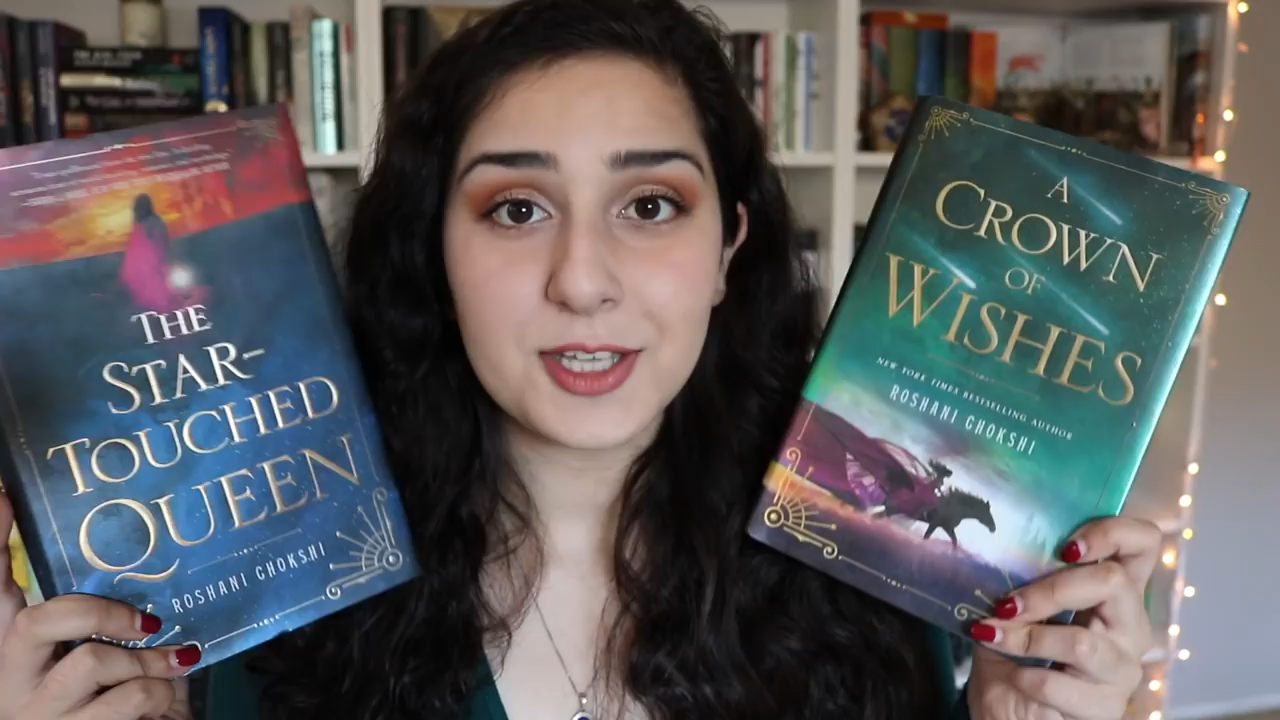 THE
STAR-
TOUCHED
QUEEN
ROSHANI CHOKSHI
A
CROWN
OF
WISHES
NEW YORK TIMES BESTSELLING AUTHOR
ROSHANI CHOKSHI